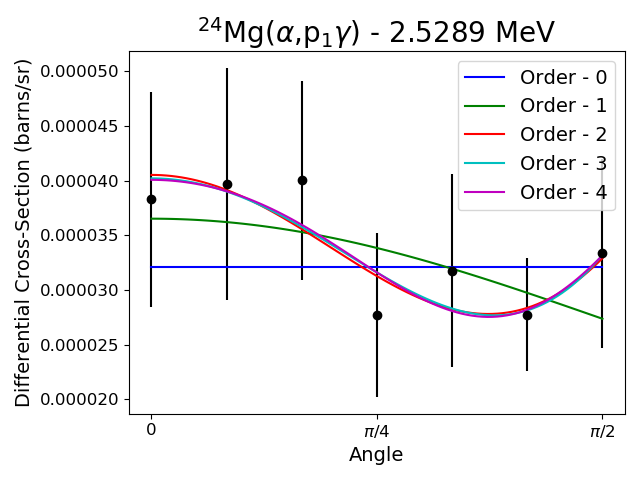 ²⁴Mg(α,p₁γ) - 2.5289 MeV
Differential Cross-Section (barns/sr)
0.000050
0.000045
0.000040
0.000035
0.000030
0.000025
0.000020
Order - 0
Order - 1
Order - 2
Order - 3
Order - 4
0
π/4
π/2
Angle